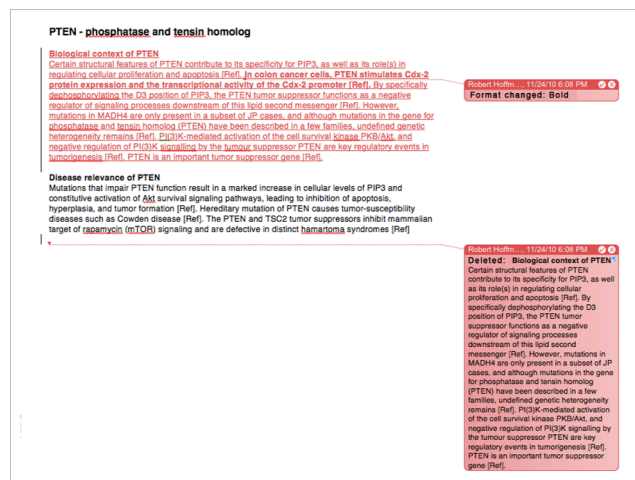 PTEN - phosphatase and tensin homolog
Biological context of PTEN
Certain structural features of PTEN contribute to its specificity for PIP3, as well as its role(s) in
regulating cellular proliferation and apoptosis [Ref]. In colon cancer cells, PTEN stimulates Cdx-2
protein expression and the transcriptional activity of the Cdx-2 promoter [Ref]. By specifically
dephosphorylating the D3 position of PIP3, the PTEN tumor suppressor functions as a negative
regulator of signaling processes downstream of this lipid second messenger [Ref]. However,
mutations in MADH4 are only present in a subset of JP cases, and although mutations in the gene for
phosphatase and tensin homolog (PTEN) have been described in a few families, undefined genetic
heterogeneity remains [Ref]. PI(3)K-mediated activation of the cell survival kinase PKB/Akt, and
negative regulation of PI(3)K signalling by the tumour suppressor PTEN are key regulatory events in
tumorigenesis [Ref]. PTEN is an important tumor suppressor gene [Ref].
Disease relevance of PTEN
Mutations that impair PTEN function result in a marked increase in cellular levels of PIP3 and
constitutive activation of Akt survival signaling pathways, leading to inhibition of apoptosis,
hyperplasia, and tumor formation [Ref]. Hereditary mutation of PTEN causes tumor-susceptibility
diseases such as Cowden disease [Ref]. The PTEN and TSC2 tumor suppressors inhibit mammalian
target of rapamycin (mTOR) signaling and are defective in distinct hamartoma syndromes [Ref]
Robert Hoffm..., 11/24/10 6:08 PM
Format changed: Bold
Robert Hoffm..., 11/24/10 6:08 PM
Deleted: Biological context of PTEN¶
Certain structural features of PTEN
contribute to its specificity for PIP3, as well
as its role(s) in regulating cellular
proliferation and apoptosis [Ref]. By
specifically dephosphorylating the D3
position of PIP3, the PTEN tumor
suppressor functions as a negative
regulator of signaling processes
downstream of this lipid second
messenger [Ref]. However, mutations in
MADH4 are only present in a subset of JP
cases, and although mutations in the gene
for phosphatase and tensin homolog
(PTEN) have been described in a few
families, undefined genetic heterogeneity
remains [Ref]. PI(3)K-mediated activation
of the cell survival kinase PKB/Akt, and
negative regulation of PI(3)K signalling by
the tumour suppressor PTEN are key
regulatory events in tumorigenesis [Ref].
PTEN is an important tumor suppressor
gene [Ref].